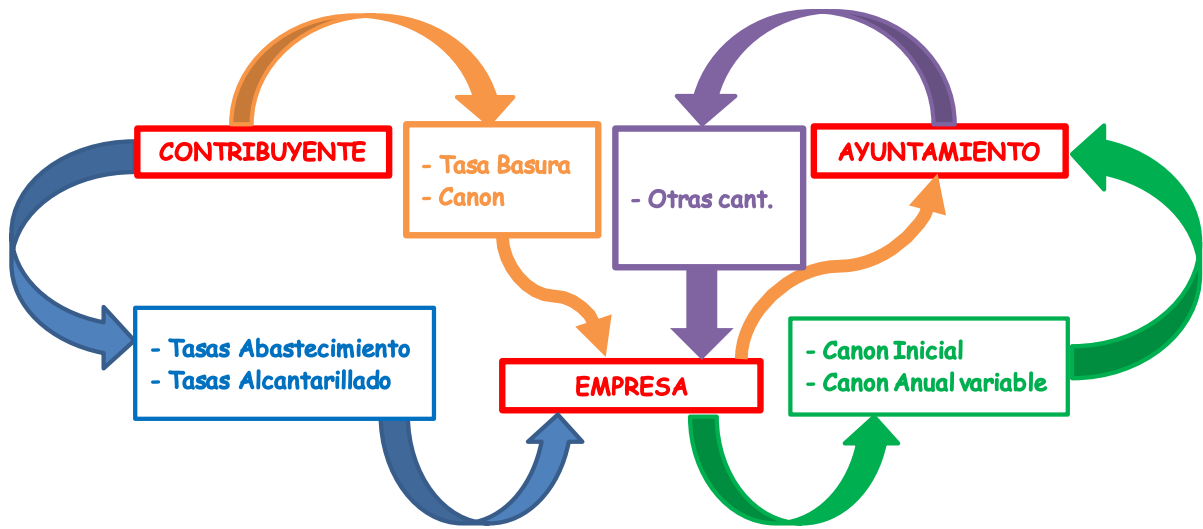 CONTRIBUYENTE
- Tasa Basura
- Canon
- Otras cant.
AYUNTAMIENTO
- Tasas Abastecimiento
- Tasas Alcantarillado
EMPRESA
- Canon Inicial
- Canon Anual variable